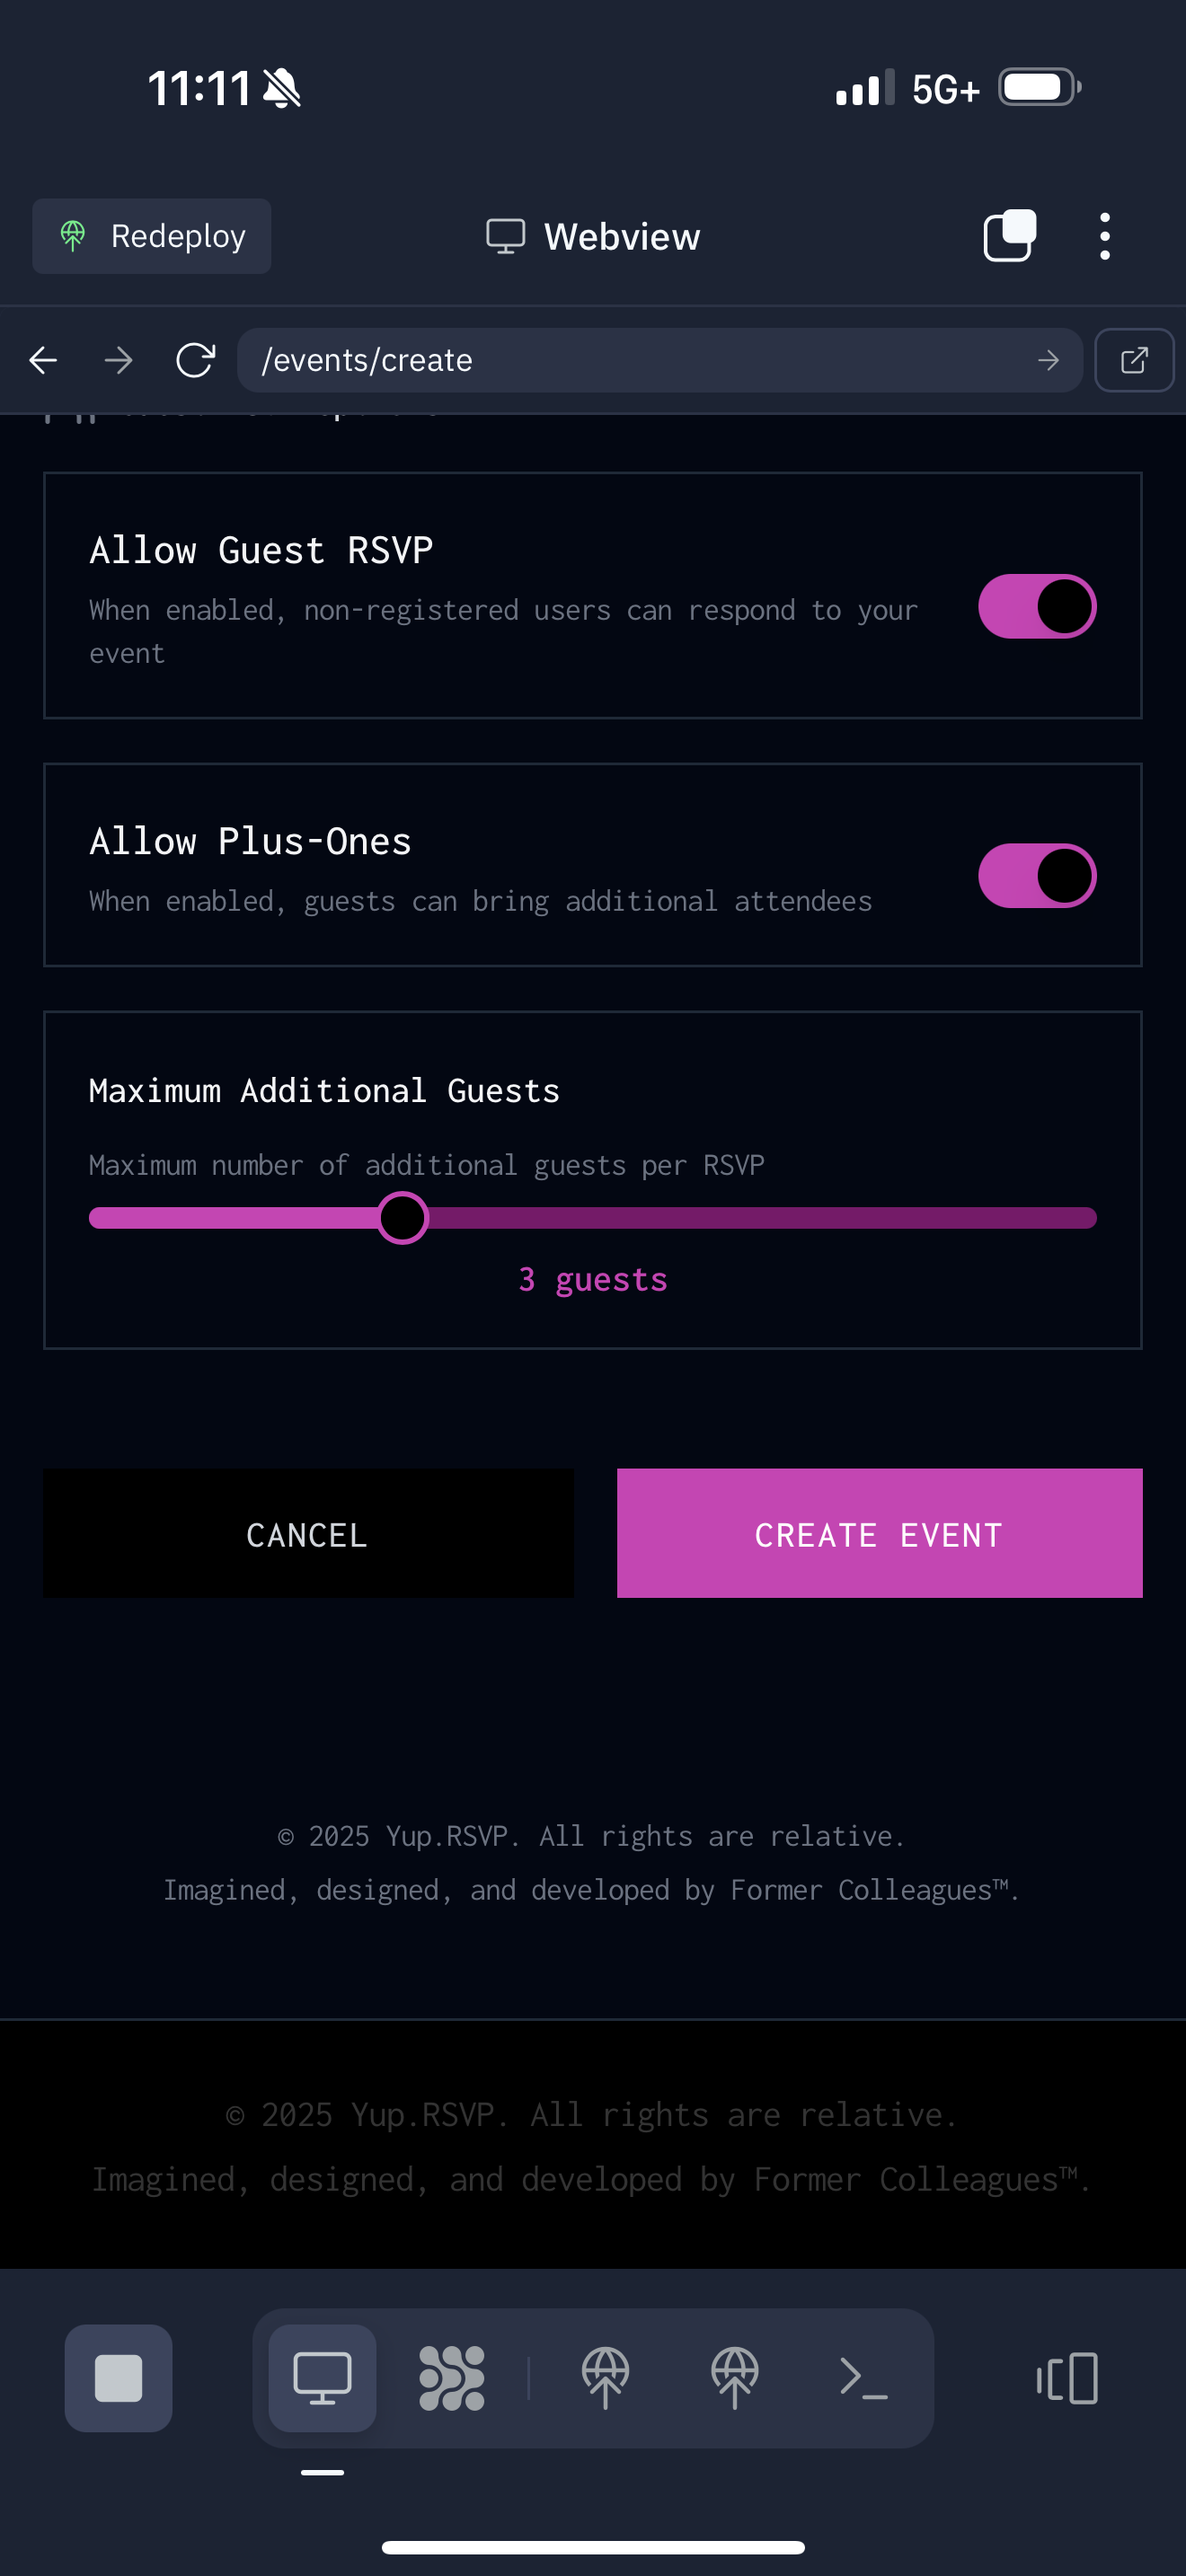 11:11
5G+
Redeploy
Webview
/events/create
Allow Guest RSVP
When enabled, non-registered users can respond to your
event
Allow Plus-Ones
When enabled, guests can bring additional attendees
Maximum Additional Guests
Maximum number of additional guests per RSVP
3 guests
CANCEL
CREATE EVENT
© 2025 Yup.RSVP. All rights are relative.
Imagined, designed, and developed by Former Colleagues™.
© 2025 Yup.RSVP. All rights are relative.
Imagined, designed, and developed by Former Colleagues™.